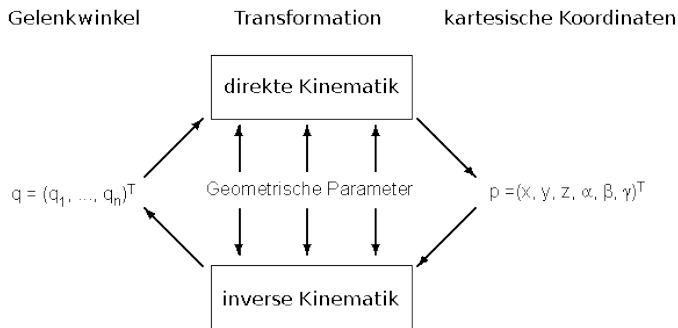 Gelenkwinkel
Transformation
kartesische Koordinaten
direkte Kinematik
q = (q₁, ..., qₙ)ᵀ
Geometrische Parameter
p =(x, y, z, α, β, γ)ᵀ
inverse Kinematik